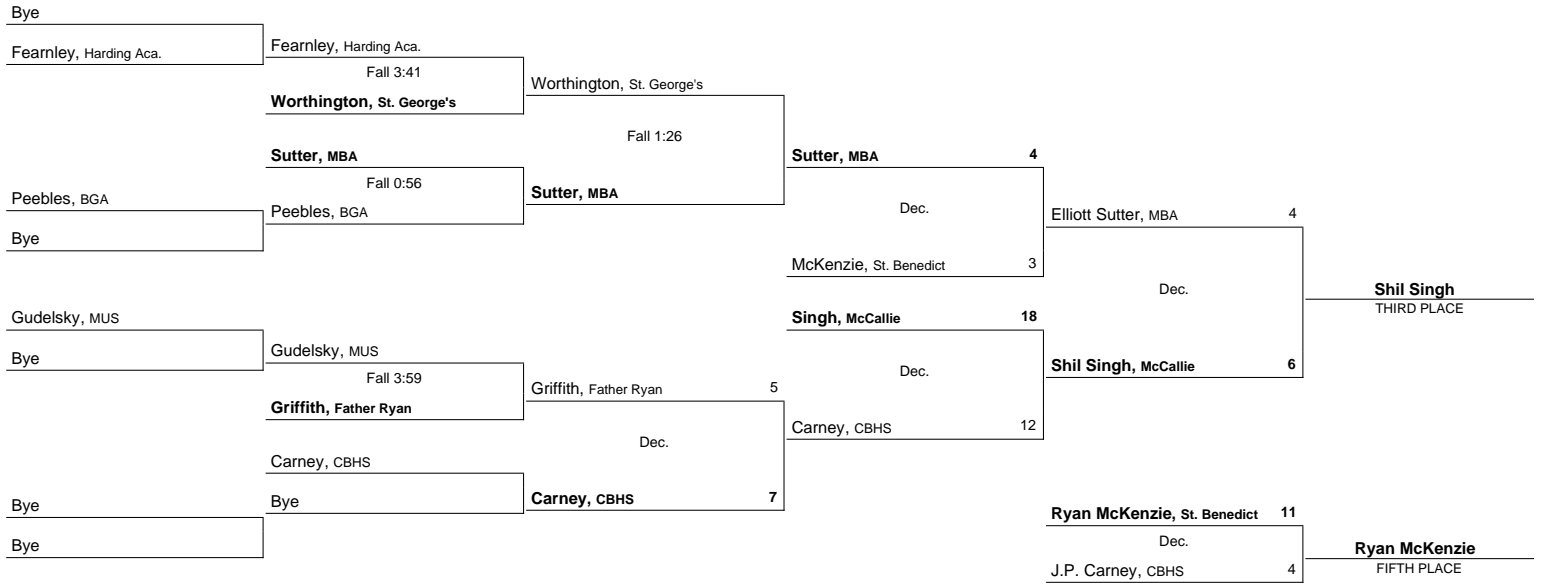 Bye
Fearnley, Harding Aca.
Peebles, BGA
Bye
Gudelsky, MUS
Bye
Bye
Bye
Fearnley, Harding Aca.
Fall 3:41
Worthington, St. George's
Sutter, MBA
Fall 0:56
Peebles, BGA
Gudelsky, MUS
Fall 3:59
Griffith, Father Ryan
Carney, CBHS
Bye
Worthington, St. George's
Fall 1:26
Sutter, MBA
Griffith, Father Ryan 5
Dec.
Carney, CBHS 7
Sutter, MBA 4
Dec.
McKenzie, St. Benedict 3
Singh, McCallie 18
Dec.
Carney, CBHS 12
Elliott Sutter, MBA 4
Dec.
Shil Singh, McCallie 6
Shil Singh
THIRD PLACE
Ryan McKenzie, St. Benedict 11
Dec.
J.P. Carney, CBHS 4
Ryan McKenzie
FIFTH PLACE